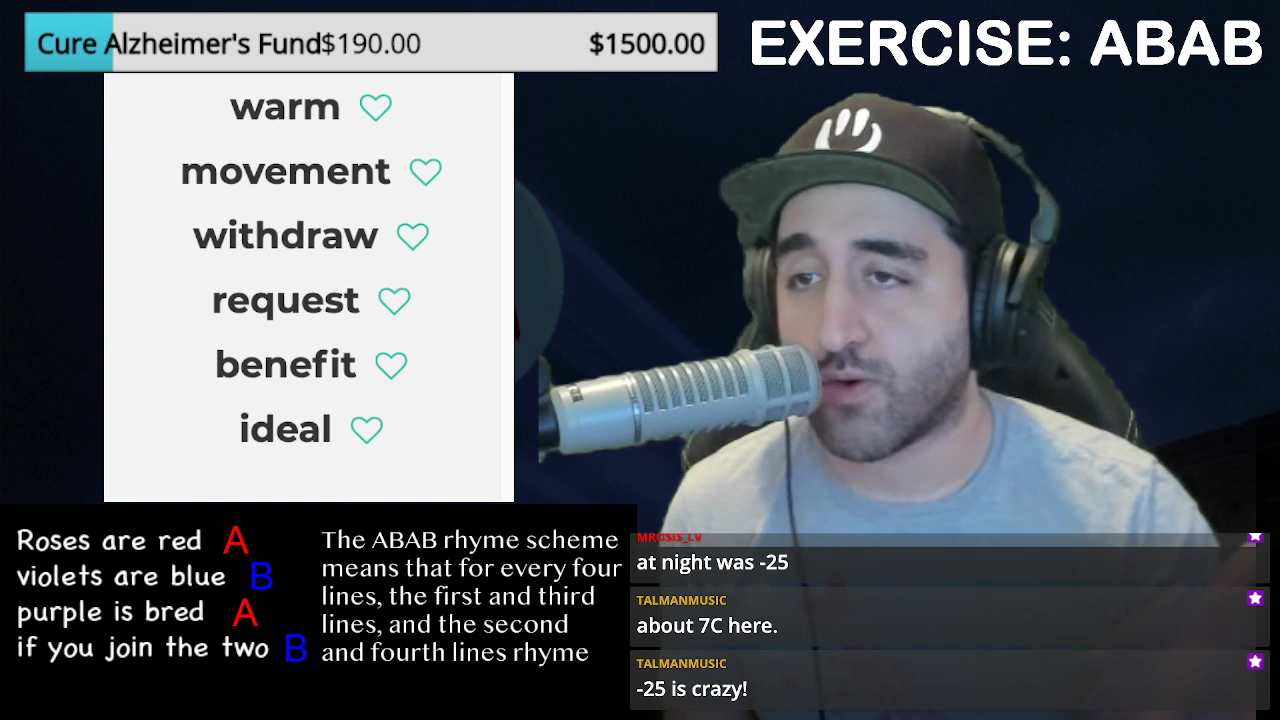 Cure Alzheimer's Fund $190.00 $1500.00
EXERCISE: ABAB
warm
movement
withdraw
request
benefit
ideal
Roses are red A
violets are blue B
purple is bred A
if you join the two B
The ABAB rhyme scheme
means that for every four
lines, the first and third
lines, and the second
and fourth lines rhyme
MROSIS_LV
at night was -25
TALMANMUSIC
about 7C here.
TALMANMUSIC
-25 is crazy!